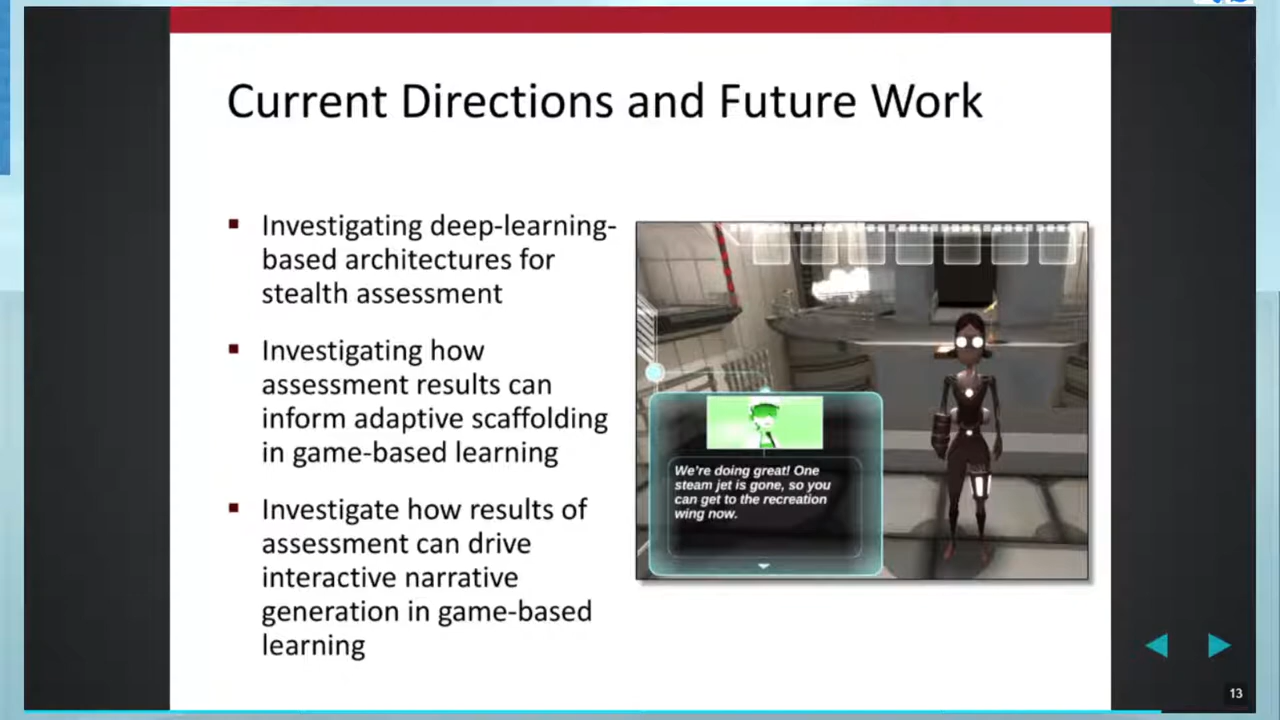 Current Directions and Future Work
Investigating deep-learning-
based architectures for
stealth assessment
Investigating how
assessment results can
inform adaptive scaffolding
in game-based learning
Investigate how results of
assessment can drive
interactive narrative
generation in game-based
learning
We're doing great! One
steam jet is gone, so you
can get to the recreation
wing now.
13